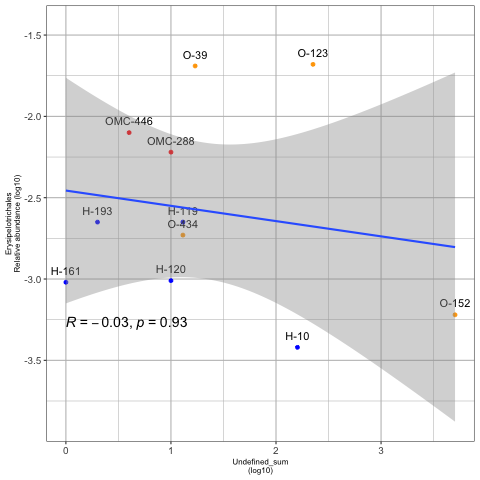 -1.5
-2.0
-2.5
-3.0
-3.5
Erysipelotrichales
Relative abundance (log10)
O-39
O-123
OMC-446
OMC-288
H-193
H-119
O-434
H-161
H-120
O-152
R = −0.03, p = 0.93
H-10
0
1
2
3
Undefined_sum
(log10)